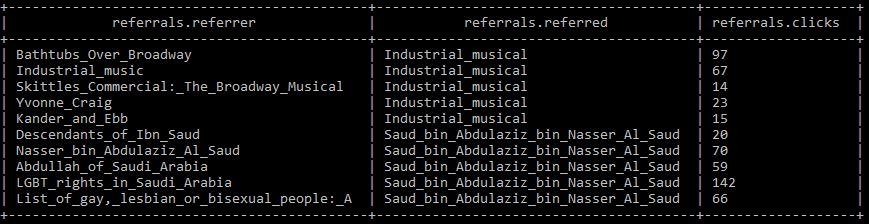 referrals.referrer | referrals.referred | referrals.clicks
Bathtubs_Over_Broadway | Industrial_musical | 97
Industrial_music | Industrial_musical | 67
Skittles_Commercial:_The_Broadway_Musical | Industrial_musical | 14
Yvonne_Craig | Industrial_musical | 23
Kander_and_Ebb | Industrial_musical | 15
Descendants_of_Ibn_Saud | Saud_bin_Abdulaziz_bin_Nasser_Al_Saud | 20
Nasser_bin_Abdulaziz_Al_Saud | Saud_bin_Abdulaziz_bin_Nasser_Al_Saud | 70
Abdullah_of_Saudi_Arabia | Saud_bin_Abdulaziz_bin_Nasser_Al_Saud | 59
LGBT_rights_in_Saudi_Arabia | Saud_bin_Abdulaziz_bin_Nasser_Al_Saud | 142
List_of_gay,_lesbian_or_bisexual_people:_A | Saud_bin_Abdulaziz_bin_Nasser_Al_Saud | 66